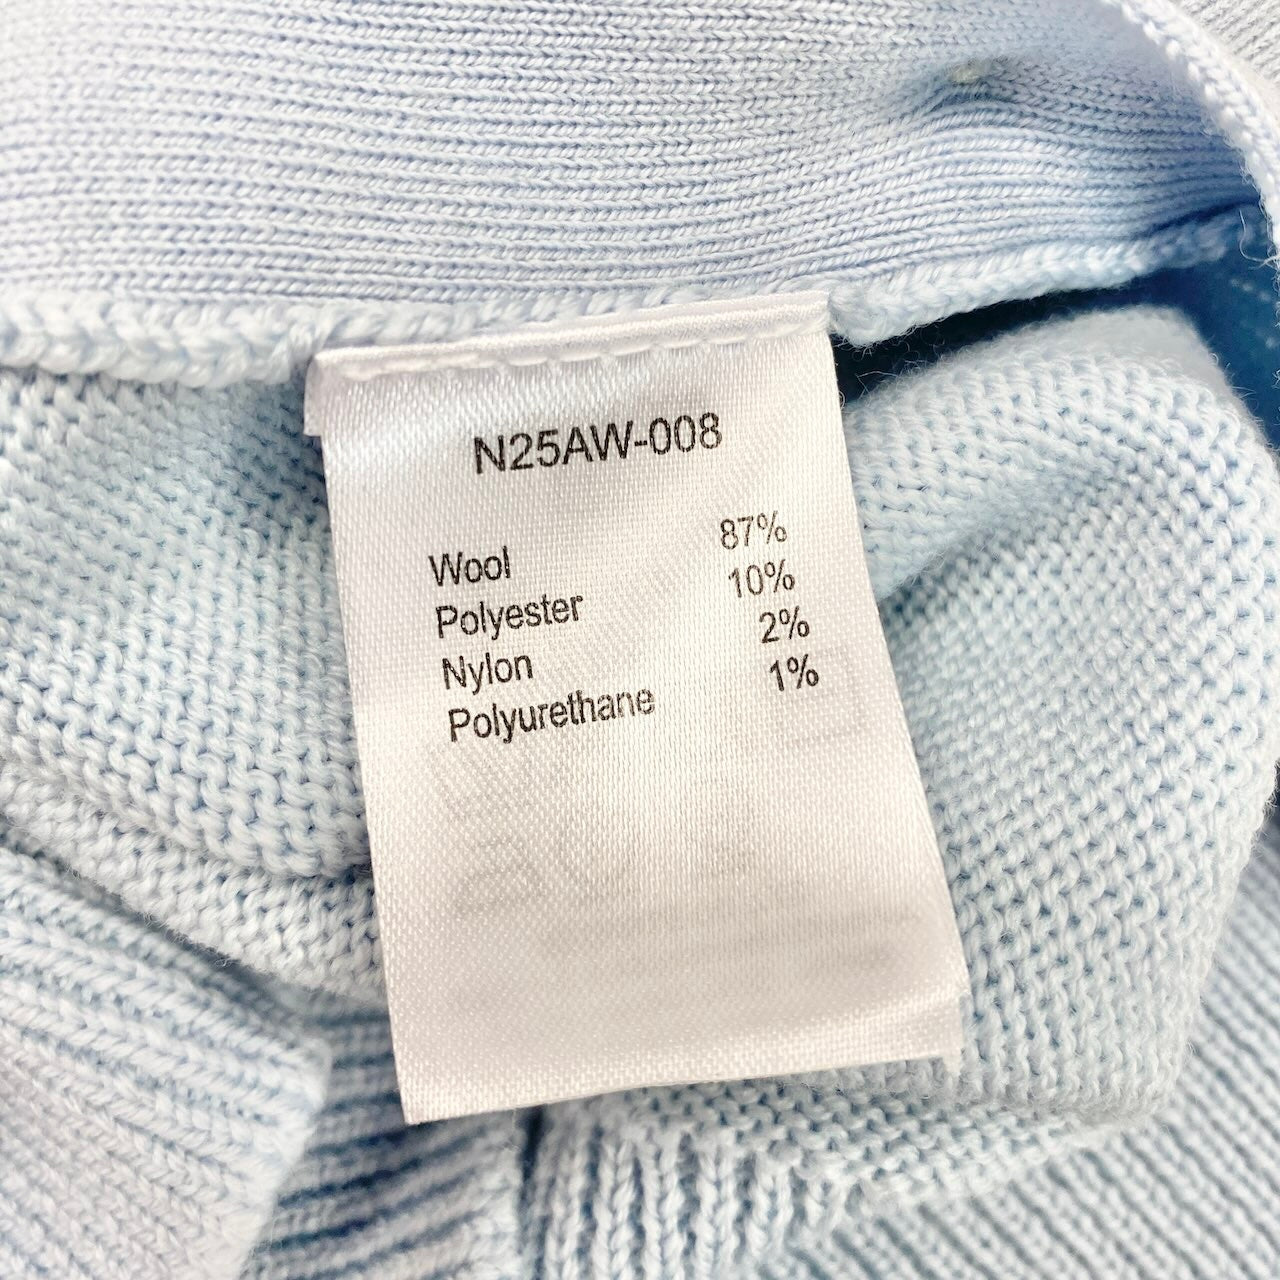 N25AW-008
Wool 87%
Polyester 10%
Nylon 2%
Polyurethane 1%